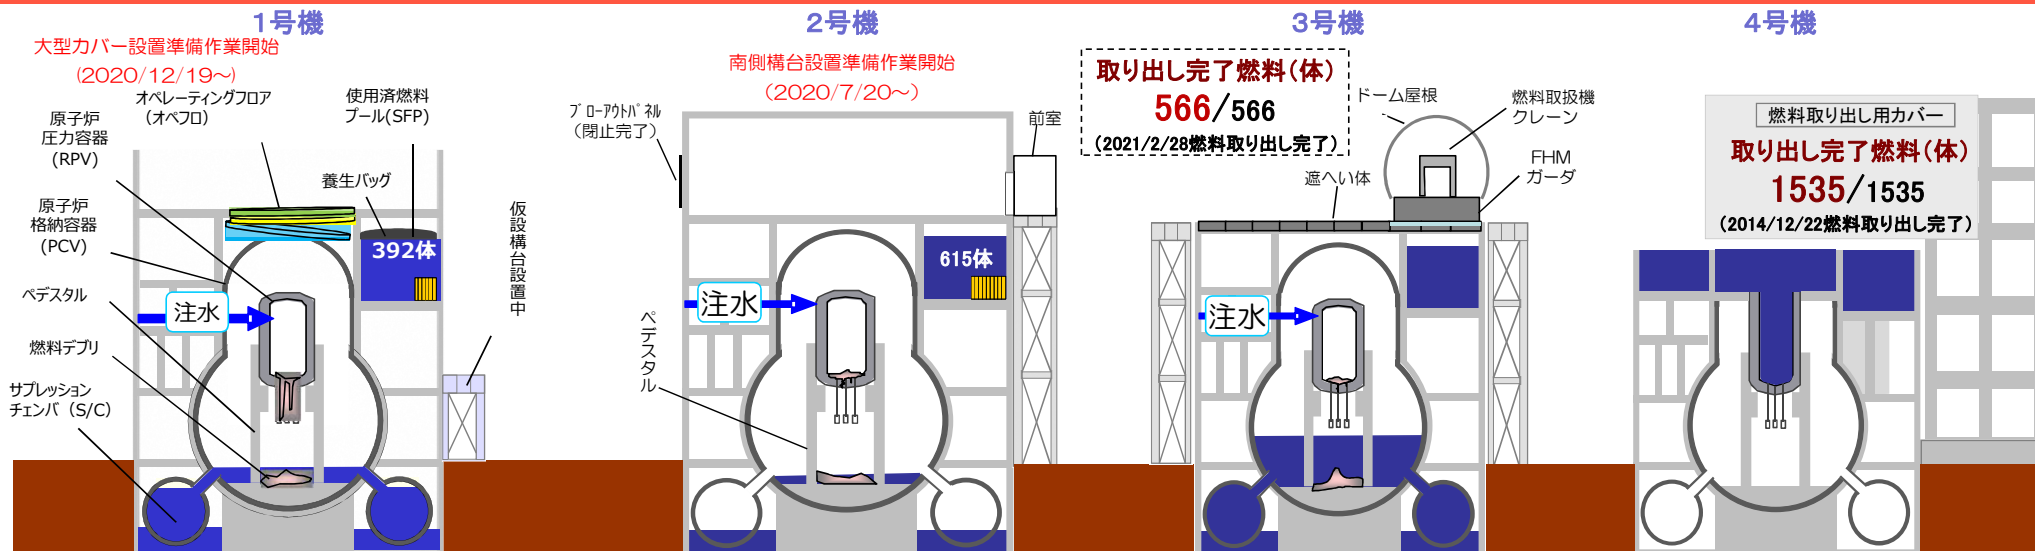 1号機
大型カバー設置準備作業開始
(2020/12/19～)
オペレーティングフロア
（オペフロ）
使用済燃料
プール(SFP)
原子炉
圧力容器
(RPV)
養生バッグ
原子炉
格納容器
(PCV)
392体
ペデスタル
注水
燃料デブリ
サプレッション
チェンバ（S/C）
仮設構台設置中
2号機
南側構台設置準備作業開始
（2020/7/20～）
ブローアウトパネル
（閉止完了）
前室
615体
注水
ペデスタル
3号機
取り出し完了燃料（体）
566/566
(2021/2/28燃料取り出し完了)
ドーム屋根
燃料取扱機
クレーン
遮へい体
FHM
ガーダ
注水
4号機
燃料取り出し用カバー
取り出し完了燃料（体）
1535/1535
(2014/12/22燃料取り出し完了)